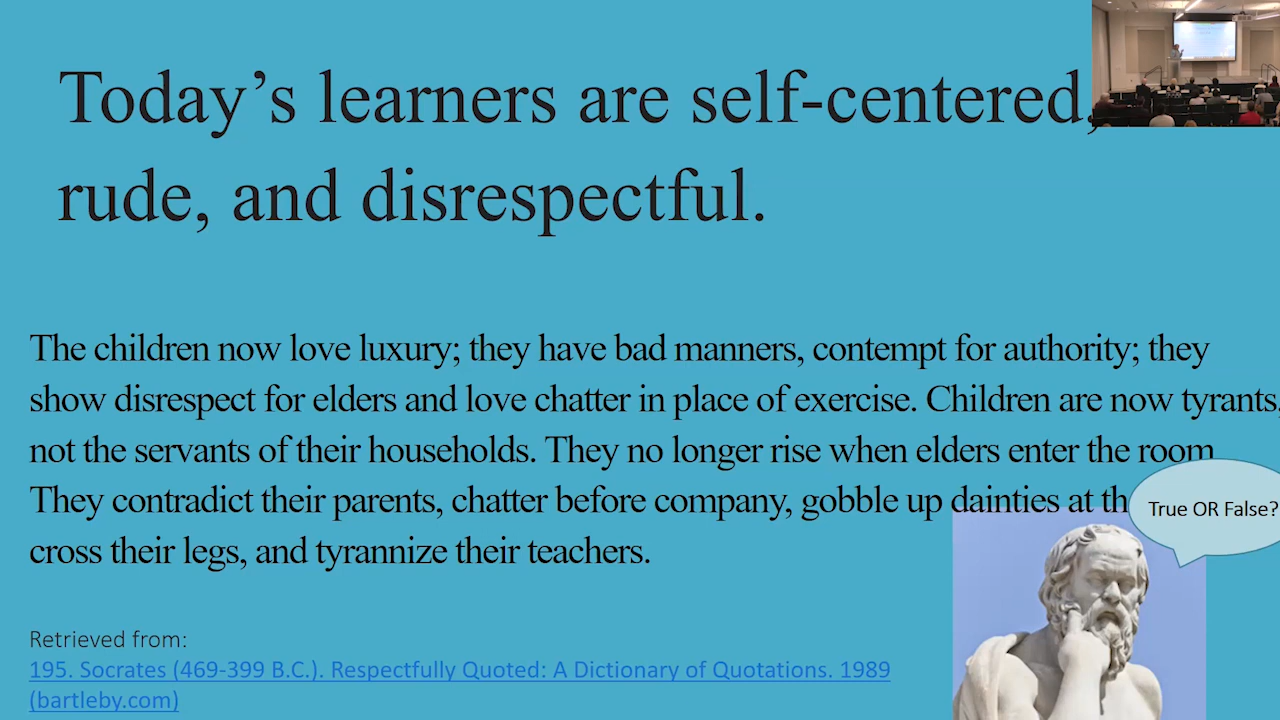 Today’s learners are self-centered,
rude, and disrespectful.
The children now love luxury; they have bad manners, contempt for authority; they
show disrespect for elders and love chatter in place of exercise. Children are now tyrants,
not the servants of their households. They no longer rise when elders enter the room
They contradict their parents, chatter before company, gobble up dainties at th
cross their legs, and tyrannize their teachers.
True OR False?
Retrieved from:
195. Socrates (469-399 B.C.). Respectfully Quoted: A Dictionary of Quotations. 1989
(bartleby.com)